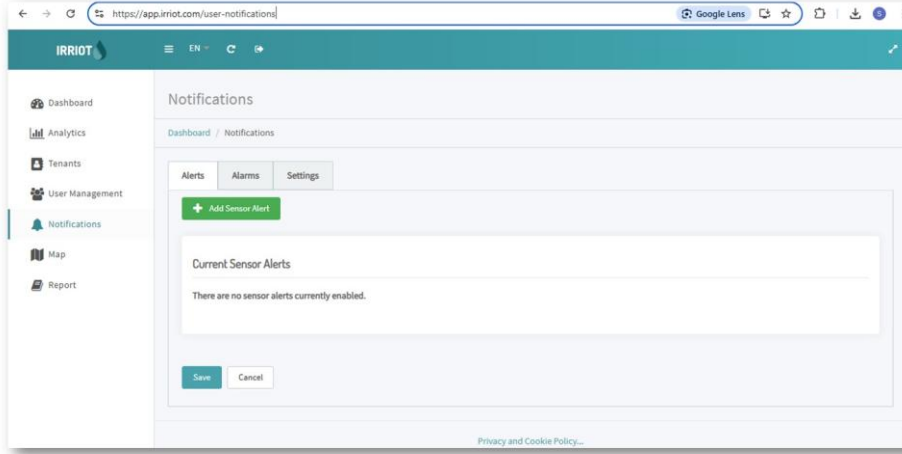 https://app.irriot.com/user-notifications
Google Lens
S
IRRIOT
EN
Dashboard
Analytics
Tenants
User Management
Notifications
Map
Report
Notifications
Dashboard / Notifications
Alerts Alarms Settings
+ Add Sensor Alert
Current Sensor Alerts
There are no sensor alerts currently enabled.
Save Cancel
Privacy and Cookie Policy...